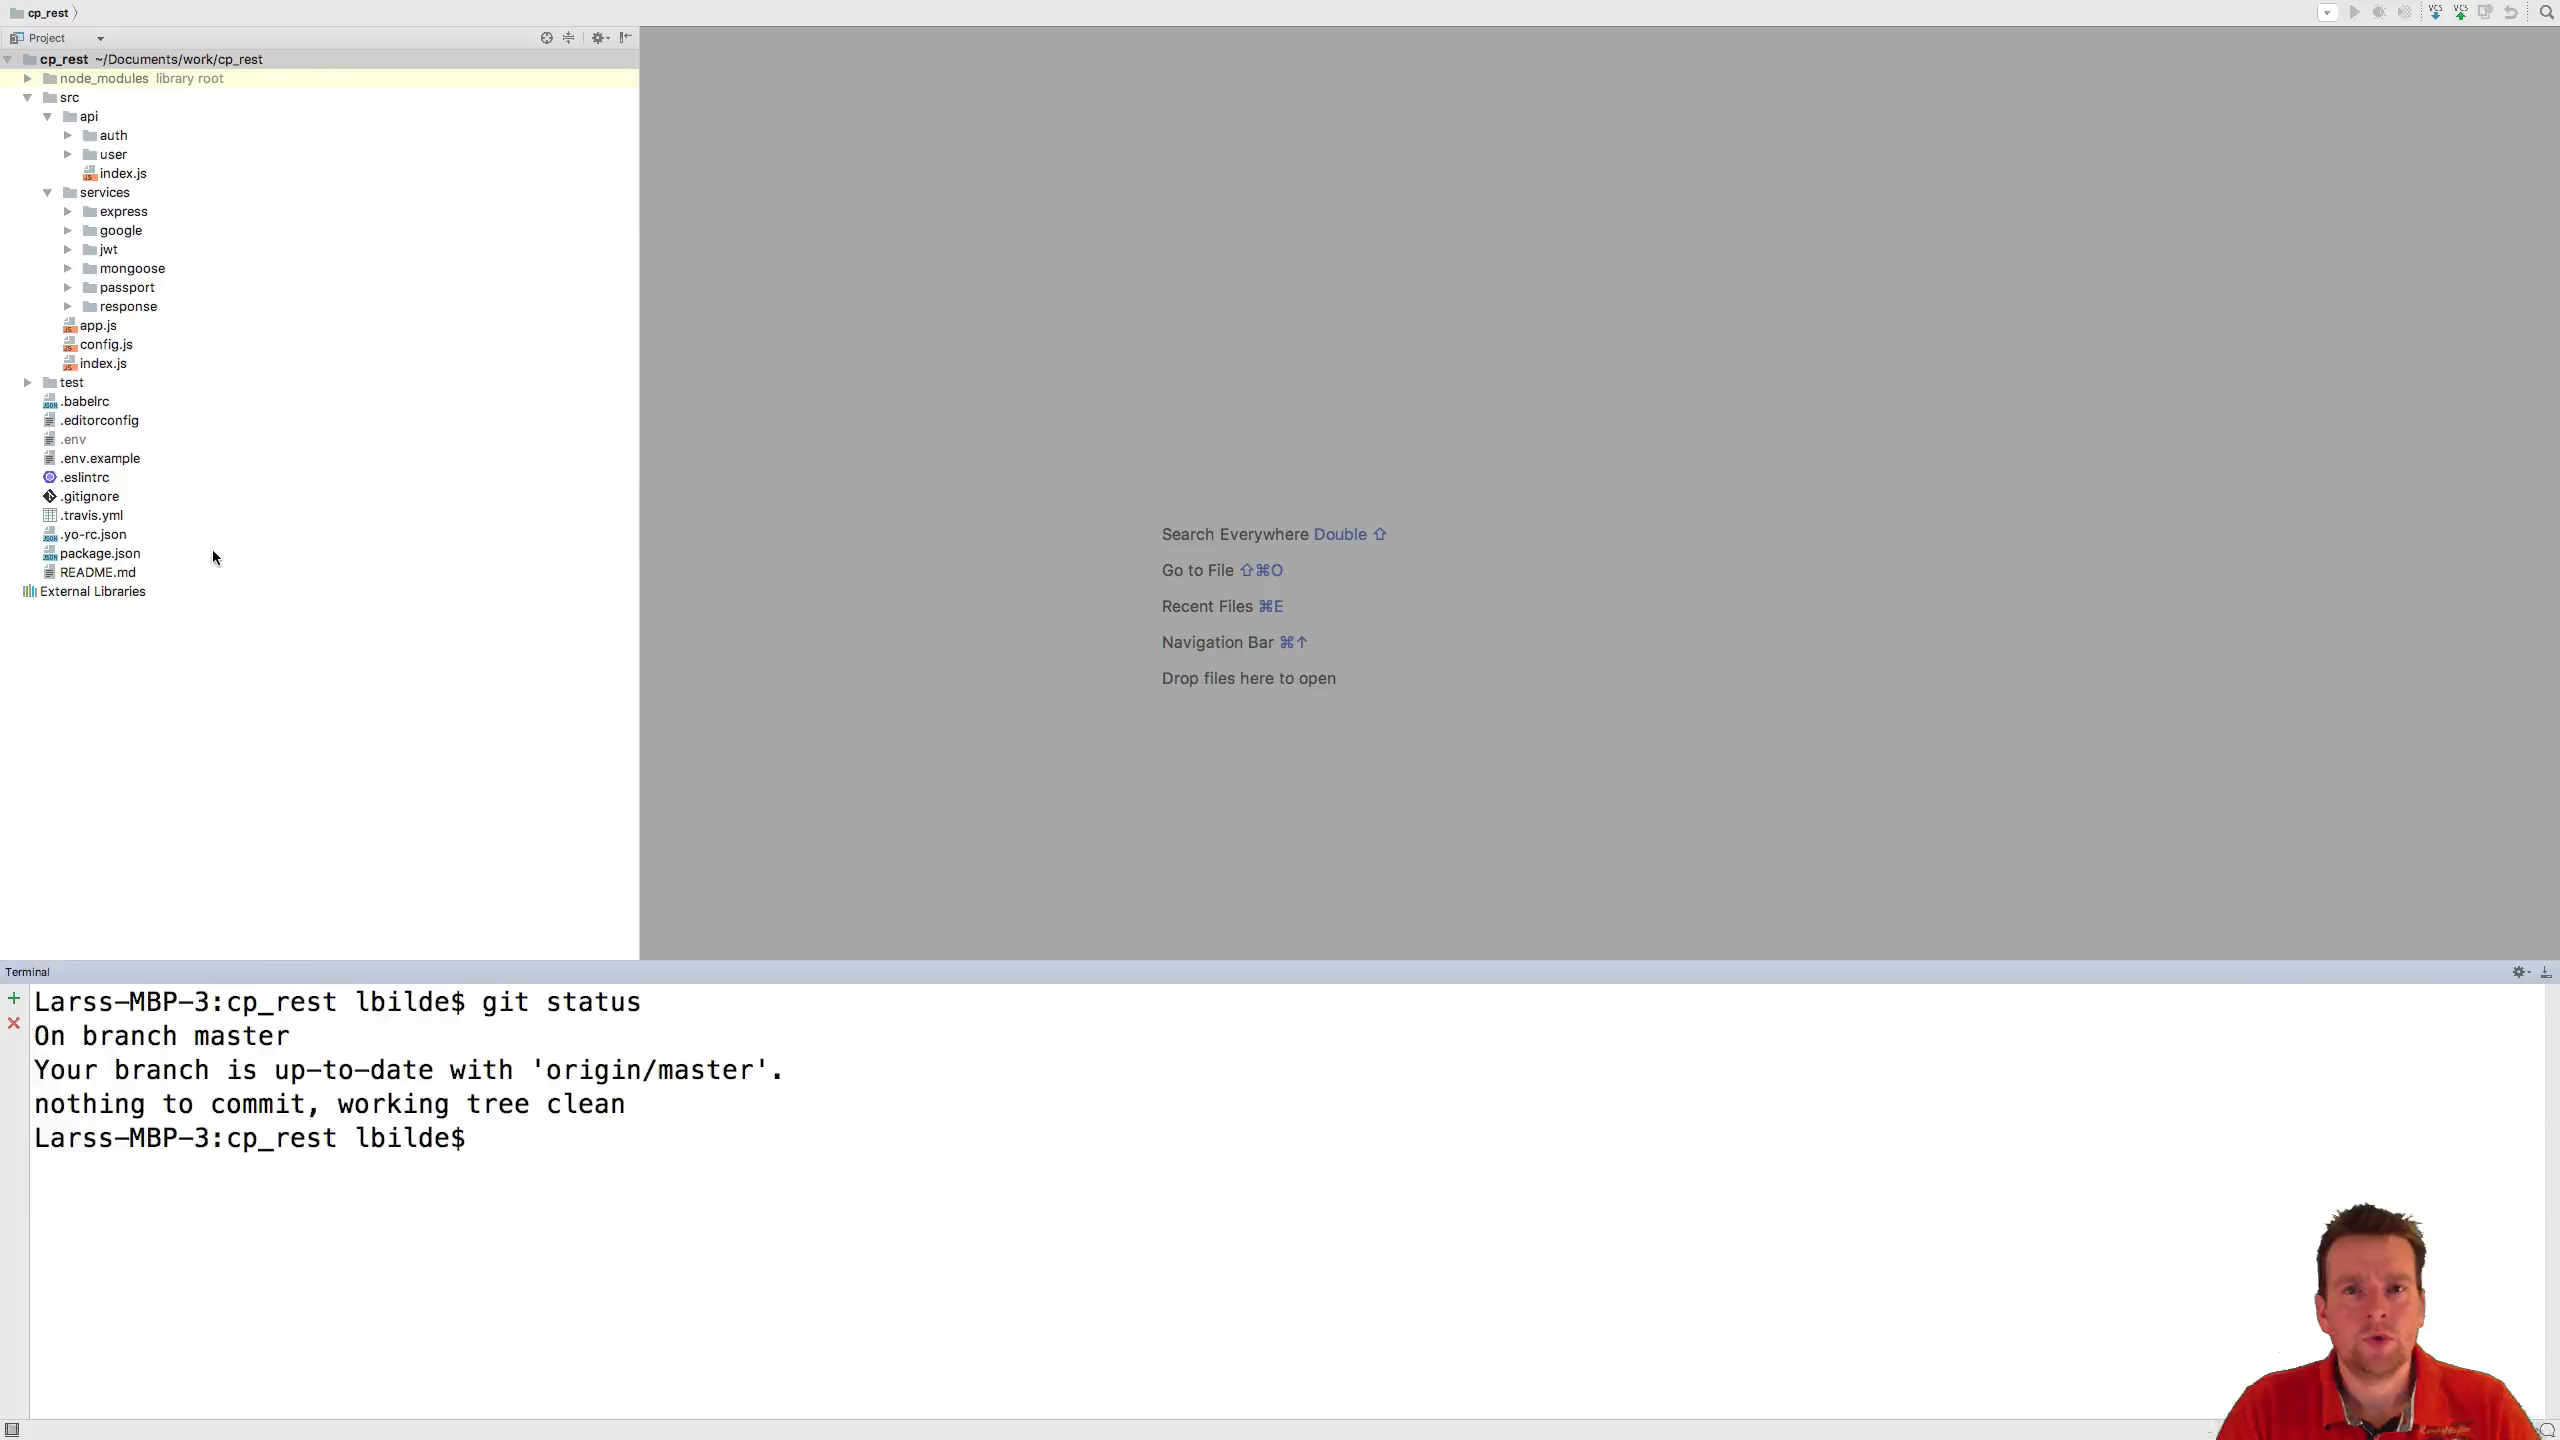 cp_rest
Project
cp_rest ~/Documents/work/cp_rest
node_modules library root
src
api
auth
user
index.js
services
express
google
jwt
mongoose
passport
response
app.js
config.js
index.js
test
.babelrc
.editorconfig
.env
.env.example
.eslintrc
.gitignore
.travis.yml
.yo-rc.json
package.json
README.md
External Libraries
VCS VCS
Search Everywhere Double ⇧
Go to File ⇧⌘O
Recent Files ⌘E
Navigation Bar ⌘↑
Drop files here to open
Terminal
Larss-MBP-3:cp_rest lbilde$ git status
On branch master
Your branch is up-to-date with 'origin/master'.
nothing to commit, working tree clean
Larss-MBP-3:cp_rest lbilde$